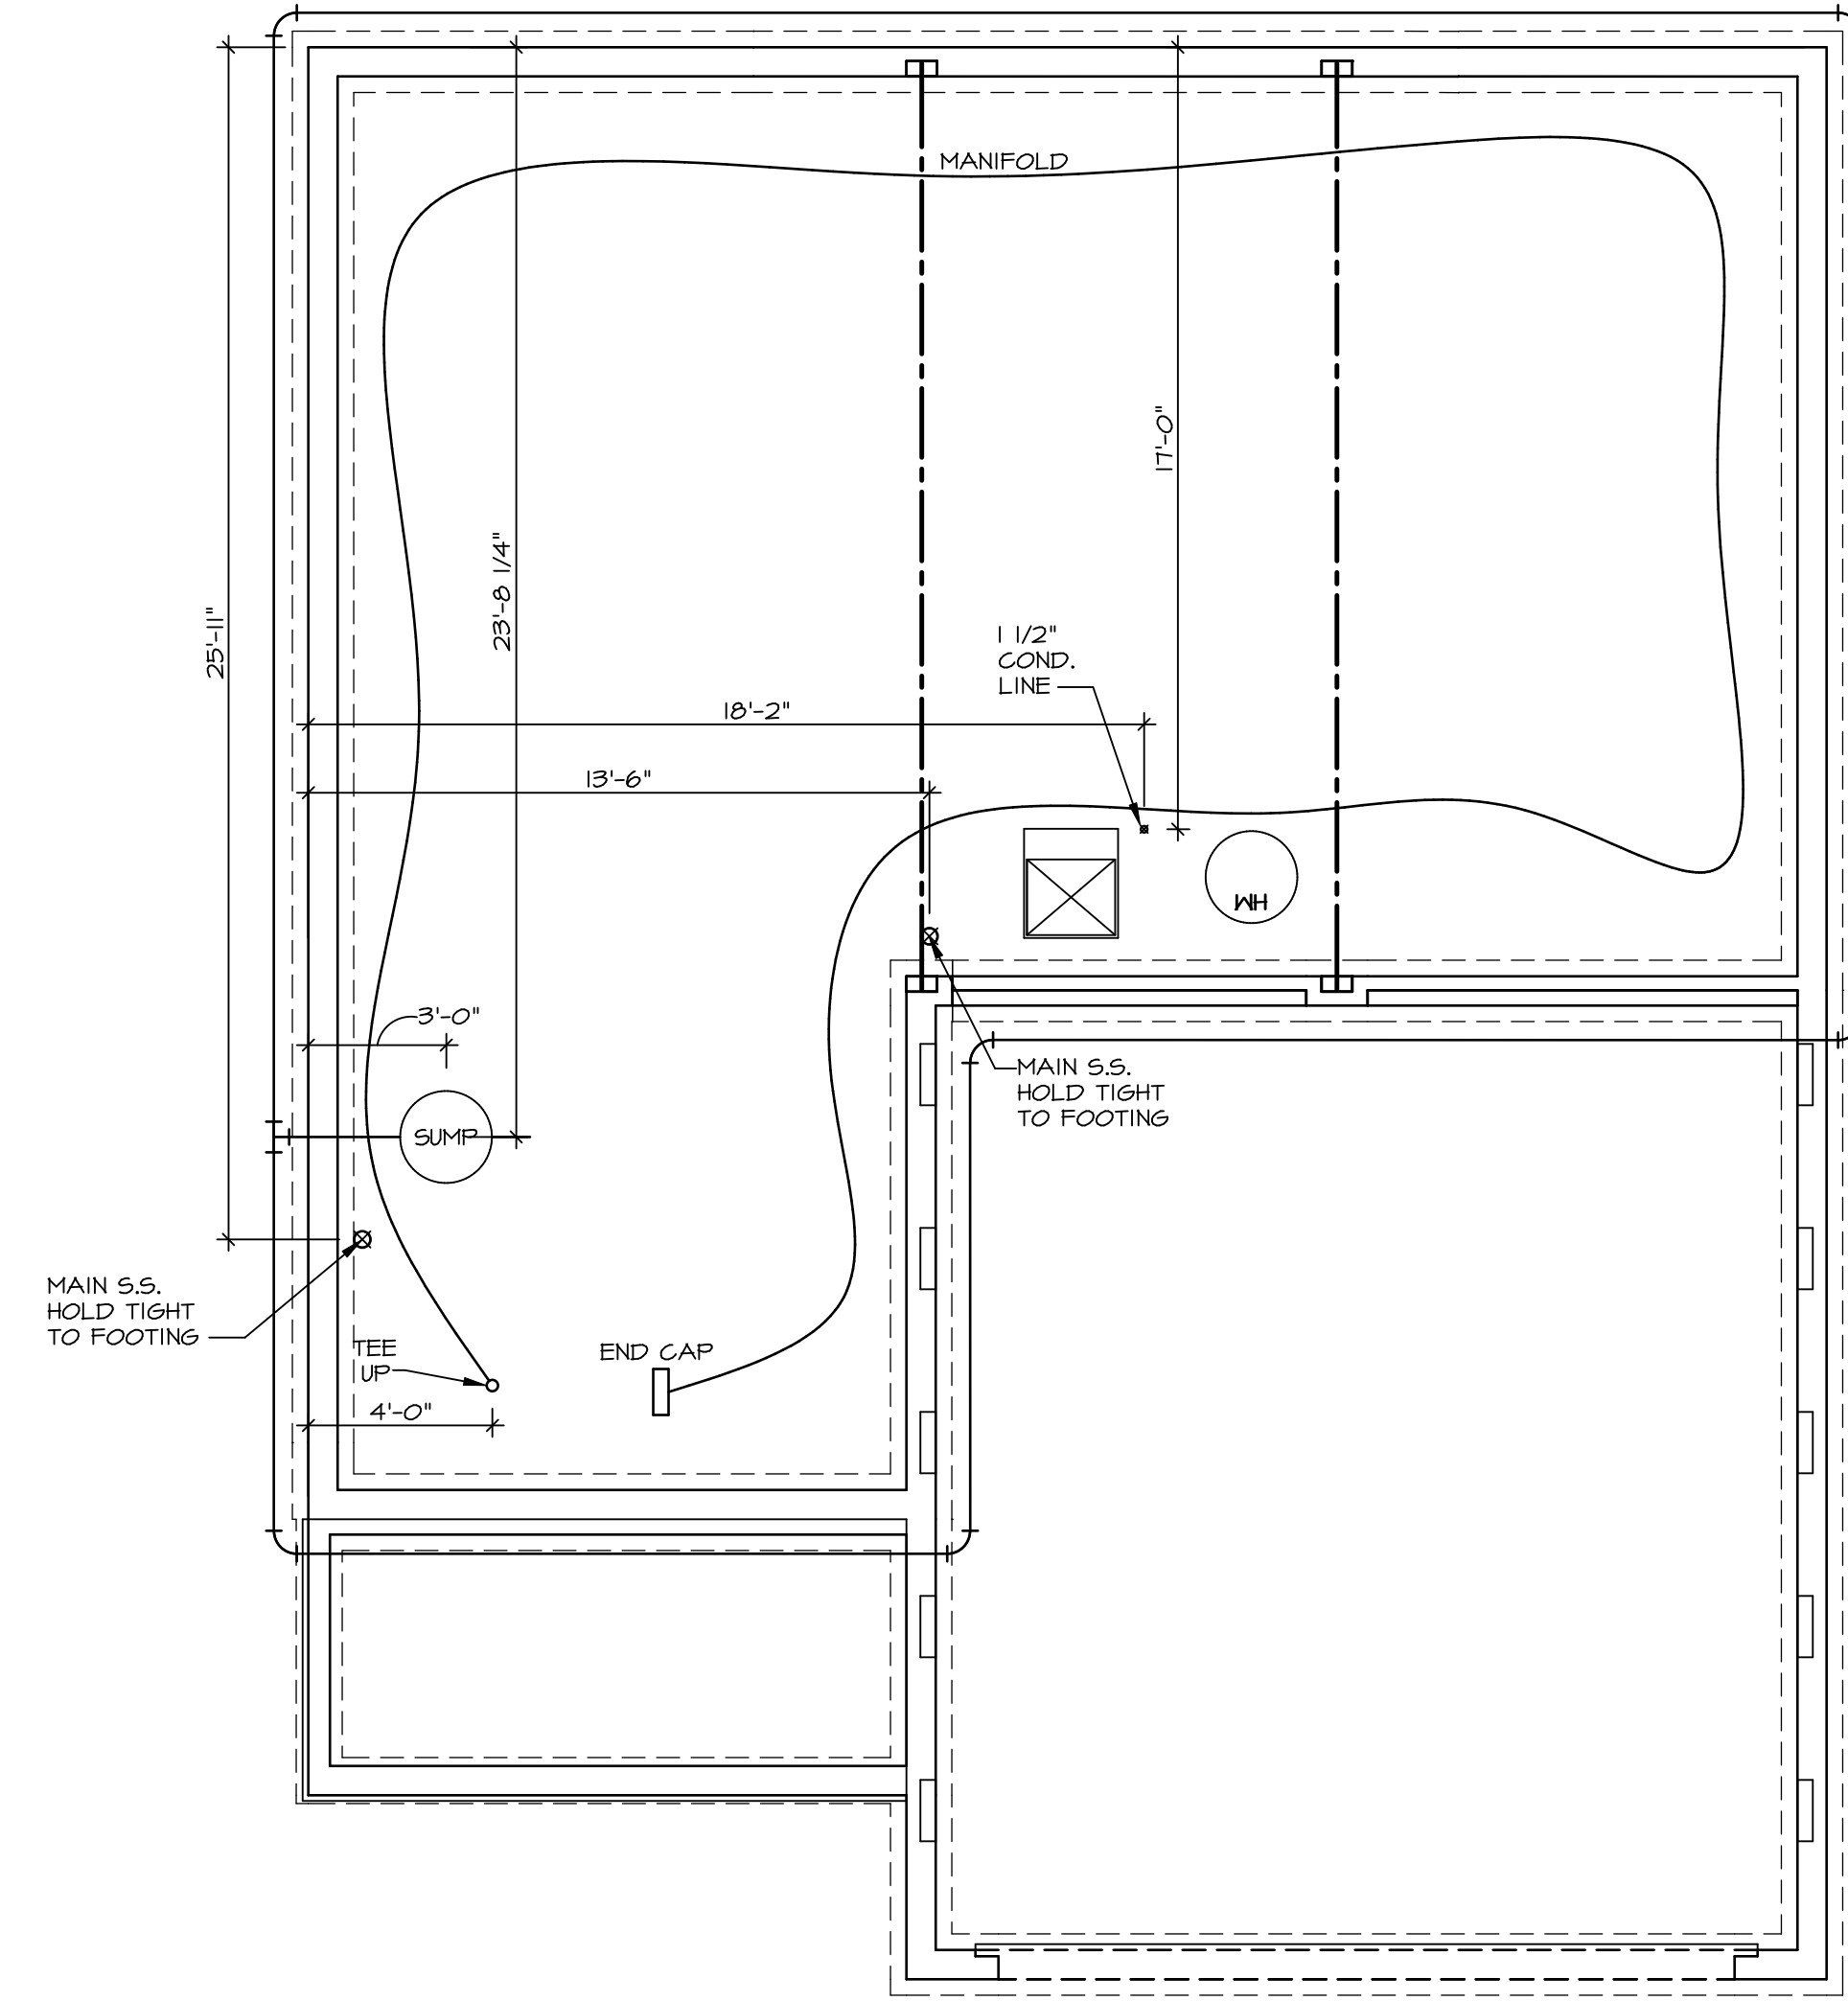 MANIFOLD
17'-0"
23'-8 1/4"
25'-11"
1 1/2"
COND.
LINE
18'-2"
13'-6"
WH
3'-0"
MAIN S.S.
HOLD TIGHT
TO FOOTING
SUMP
MAIN S.S.
HOLD TIGHT
TO FOOTING
TEE
UP
END CAP
4'-0"